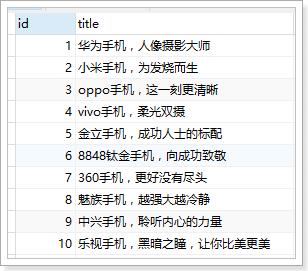 id title
1 华为手机，人像摄影大师
2 小米手机，为发烧而生
3 oppo手机，这一刻更清晰
4 vivo手机，柔光双摄
5 金立手机，成功人士的标配
6 8848钛金手机，向成功致敬
7 360手机，更好没有尽头
8 魅族手机，越强大越冷静
9 中兴手机，聆听内心的力量
10 乐视手机，黑暗之瞳，让你比美更美